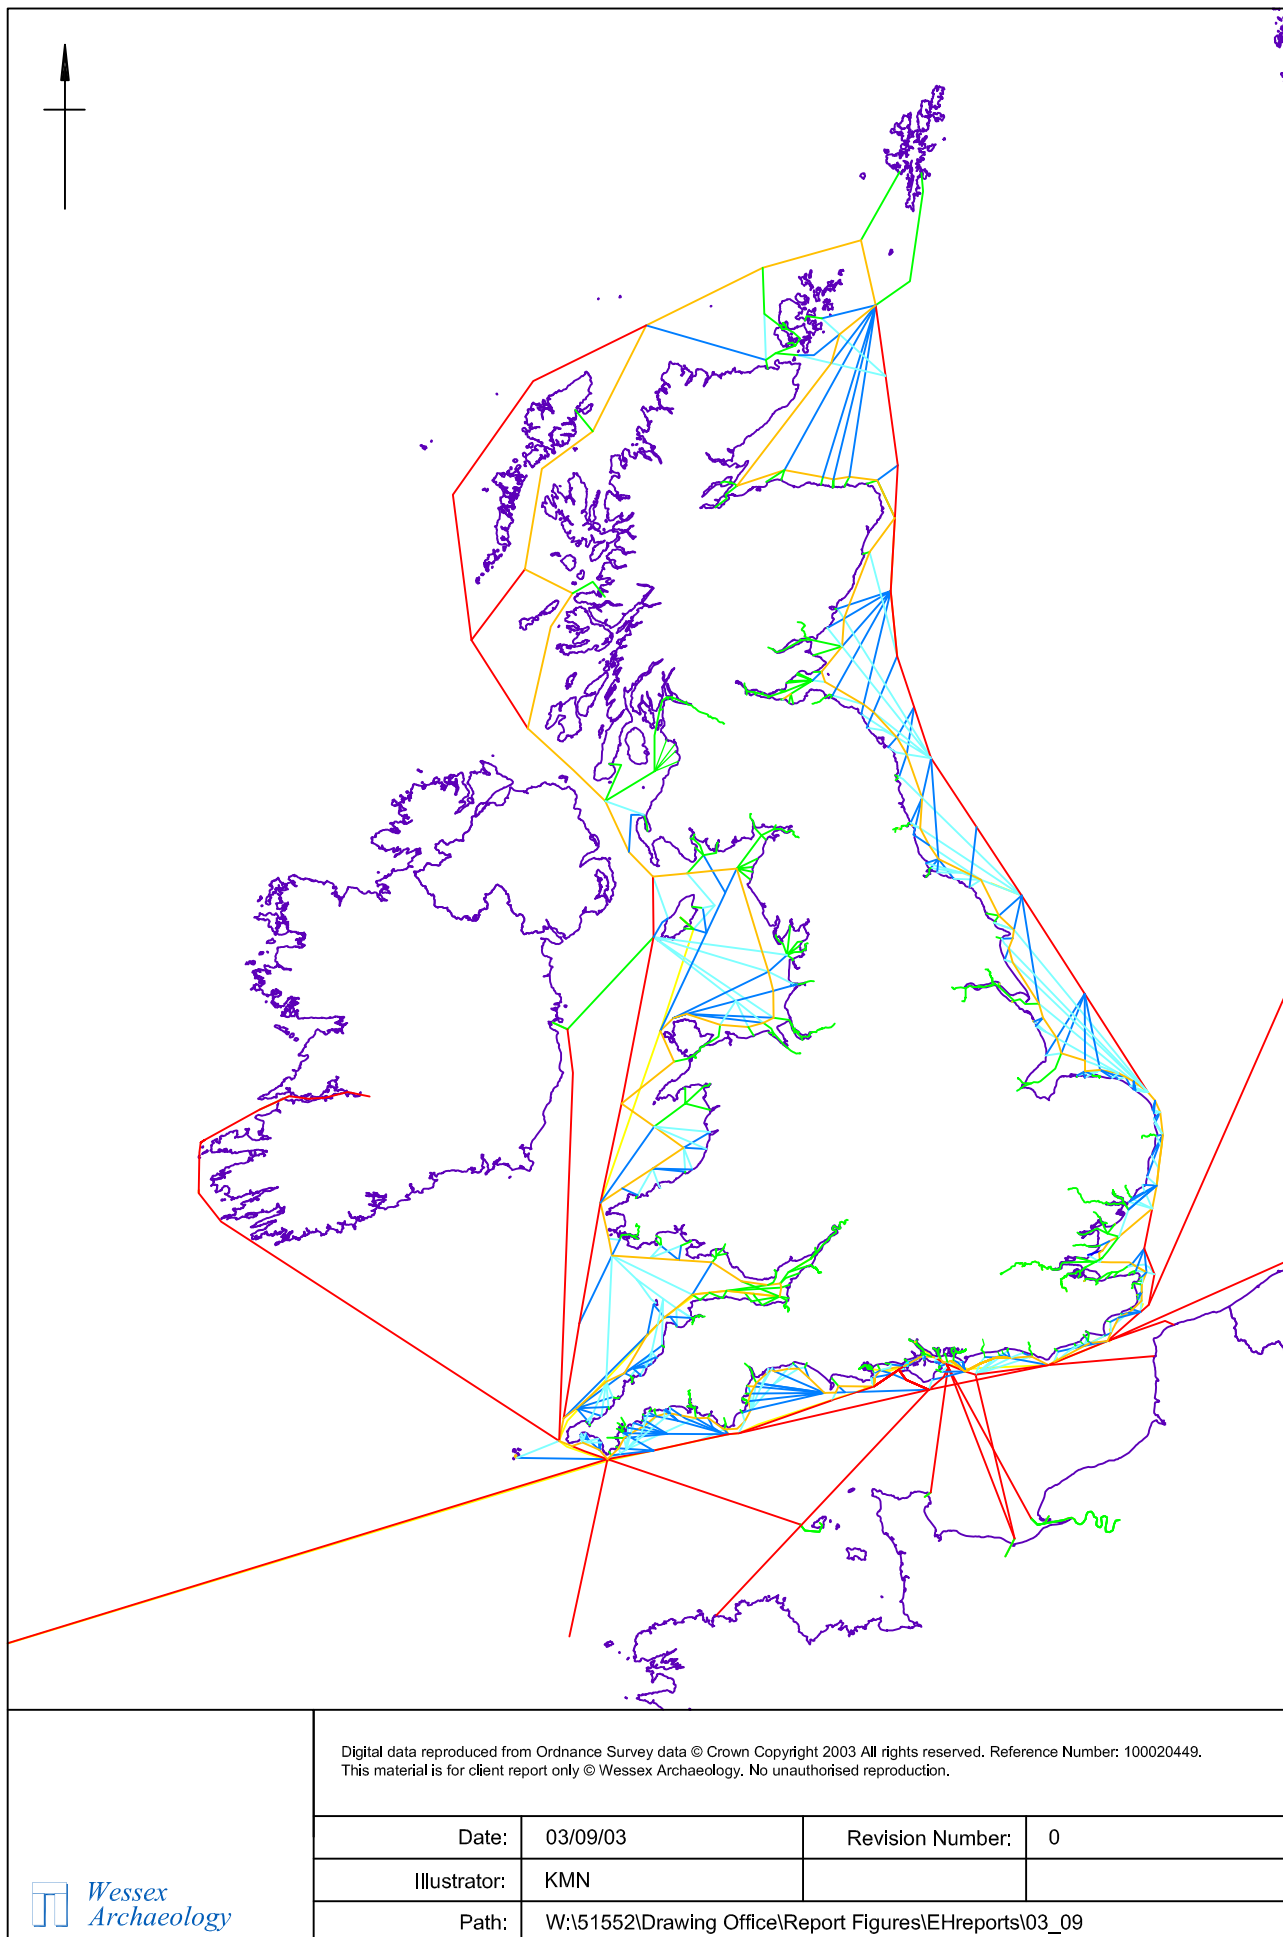 Digital data reproduced from Ordnance Survey data © Crown Copyright 2003 All rights reserved. Reference Number: 100020449.
This material is for client report only © Wessex Archaeology. No unauthorised reproduction.
Date: 03/09/03 Revision Number: 0
Illustrator: KMN
Path: W:\51552\Drawing Office\Report Figures\EHreports\03_09
Wessex
Archaeology